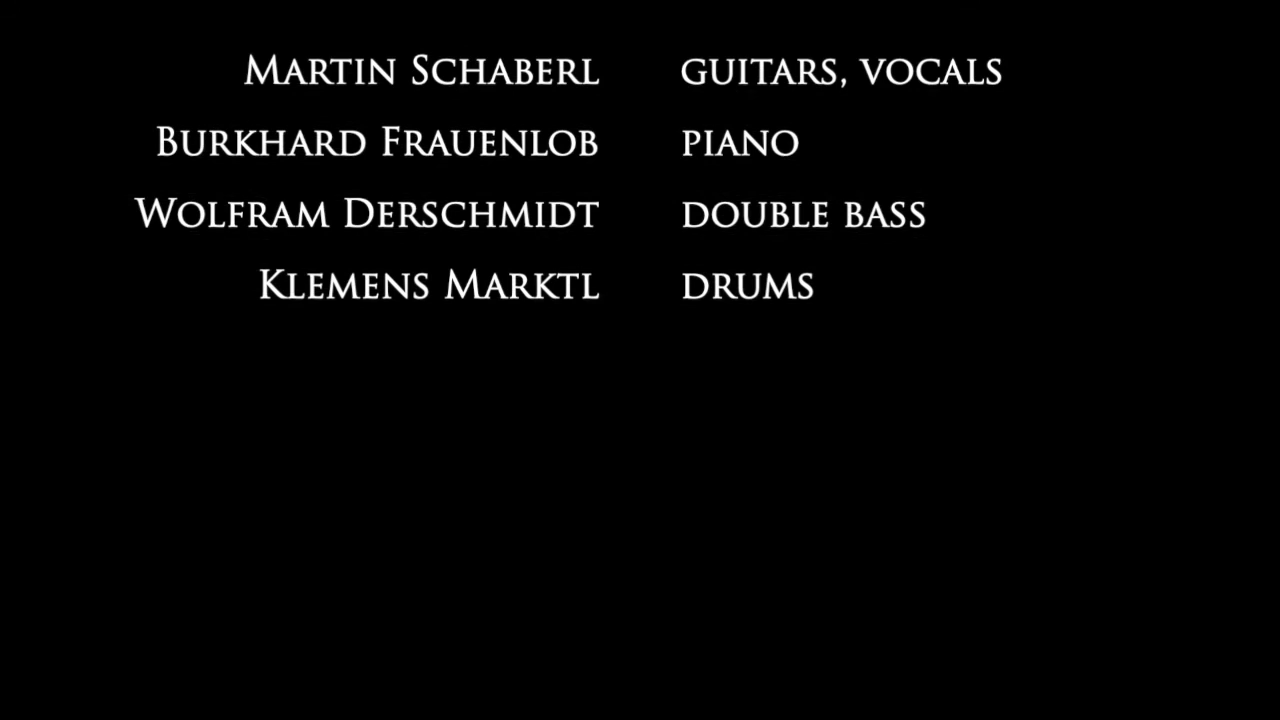 Martin Schaberl guitars, vocals
Burkhard Frauenlob piano
Wolfram Derschmidt double bass
Klemens Marktl drums